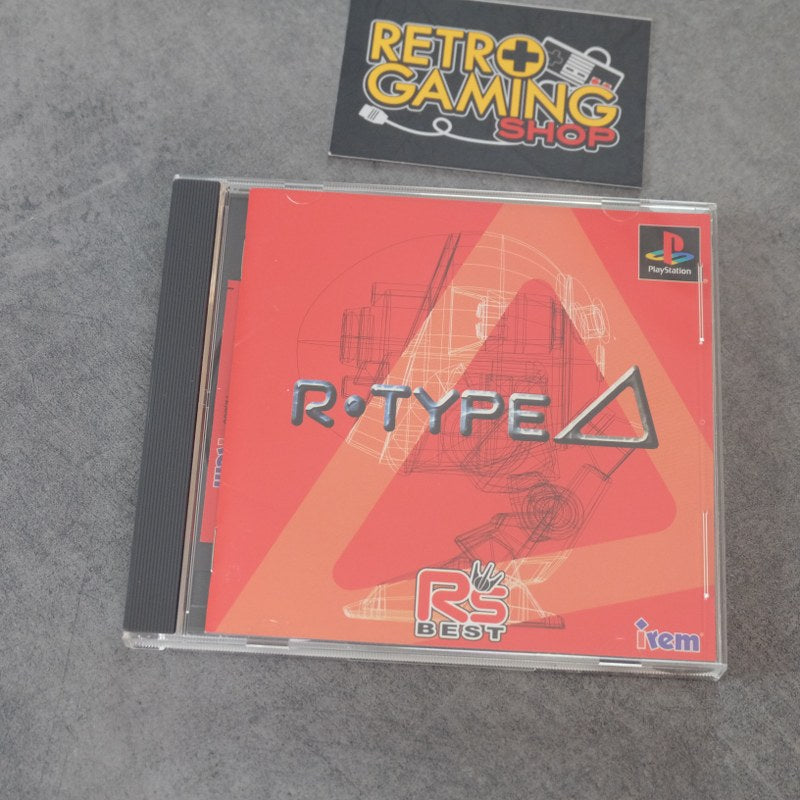 RETRO
GAMING
SHOP
PlayStation
R•TYPE Δ
R's
BEST
irem